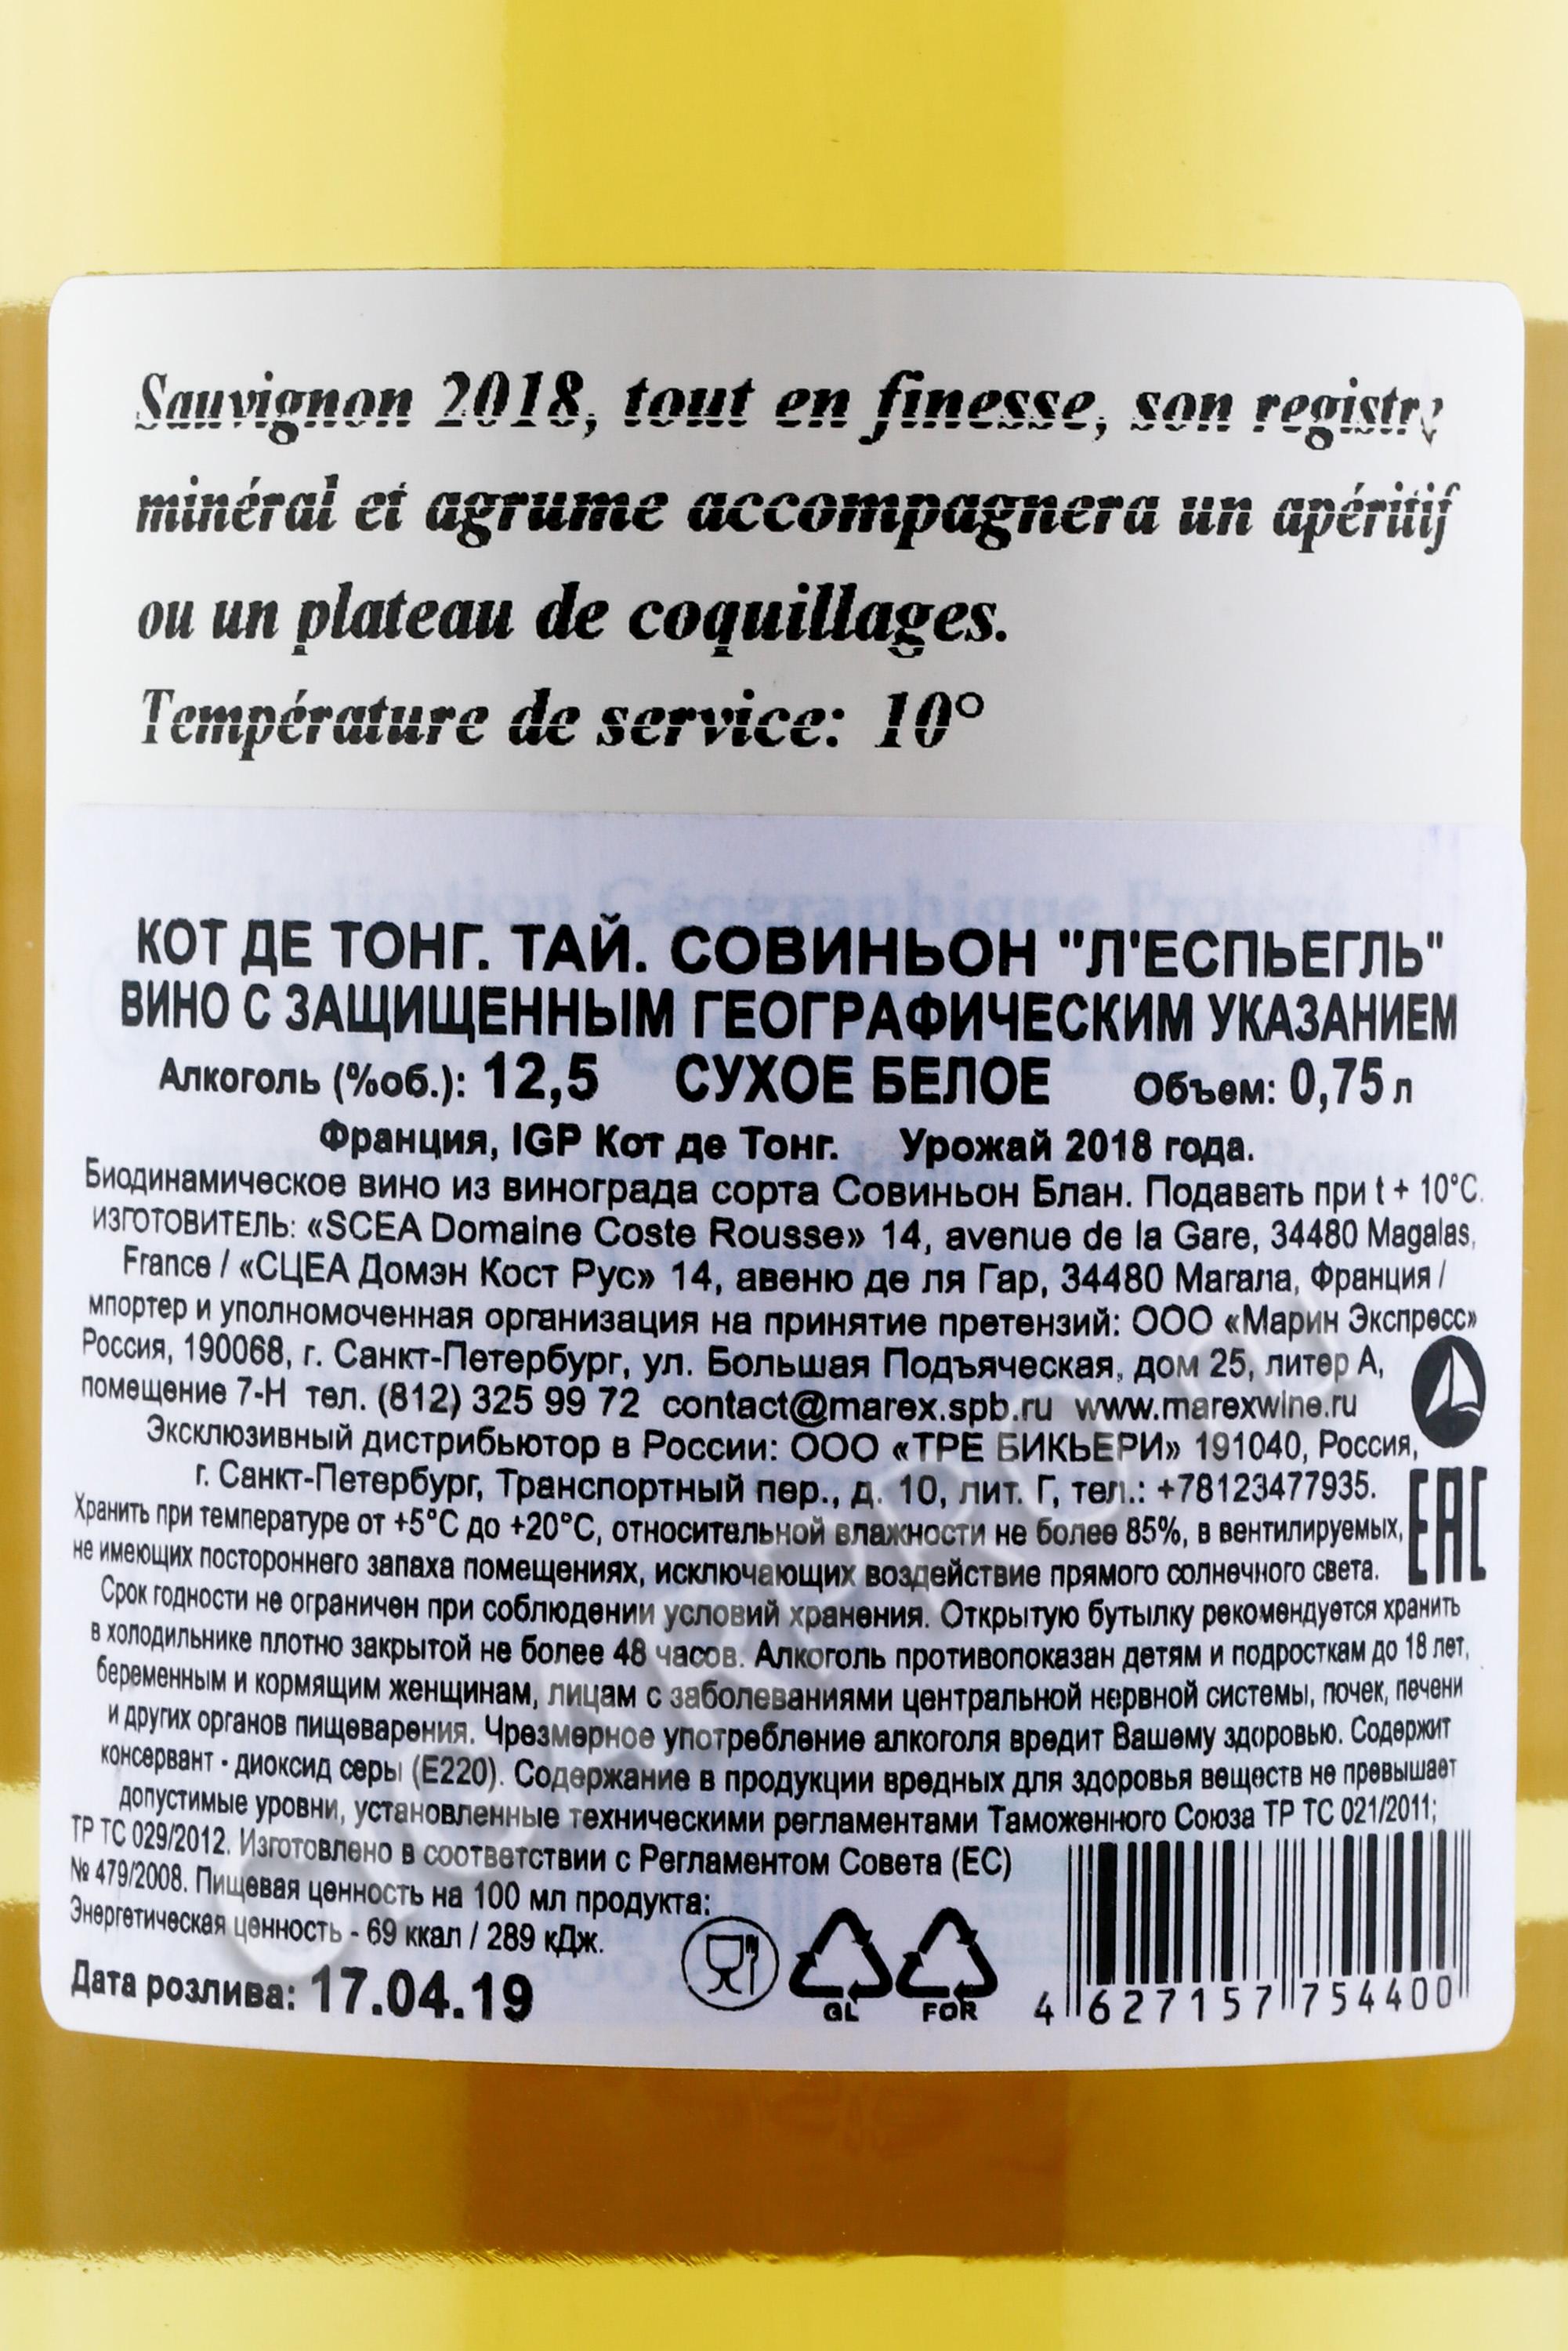 Sauvignon 2018, tout en finesse, son registre
minéral et agrume accompagnera un apéritif
ou un plateau de coquillages.
Température de service: 10°
КОТ ДЕ ТОНГ. ТАЙ. СОВИНЬОН "Л'ЕСПЬЕГЛЬ"
ВИНО С ЗАЩИЩЕННЫМ ГЕОГРАФИЧЕСКИМ УКАЗАНИЕМ
Алкоголь (%об.): 12,5 СУХОЕ БЕЛОЕ Объем: 0,75 л
Франция, IGP Кот де Тонг. Урожай 2018 года.
Биодинамическое вино из винограда сорта Совиньон Блан. Подавать при t + 10°С.
ИЗГОТОВИТЕЛЬ: «SCEA Domaine Coste Rousse» 14, avenue de la Gare, 34480 Magalas,
France / «СЦЕА Домэн Кост Рус» 14, авеню де ля Гар, 34480 Магала, Франция /
мпортер и уполномоченная организация на принятие претензий: ООО «Марин Экспресс»
Россия, 190068, г. Санкт-Петербург, ул. Большая Подъяческая, дом 25, литер А,
помещение 7-Н тел. (812) 325 99 72 contact@marex.spb.ru www.marexwine.ru
Эксклюзивный дистрибьютор в России: ООО «ТРЕ БИКЬЕРИ» 191040, Россия,
г. Санкт-Петербург, Транспортный пер., д. 10, лит. Г, тел.: +78123477935.
EAC
Хранить при температуре от +5°С до +20°С, относительной влажности не более 85%, в вентилируемых,
не имеющих постороннего запаха помещениях, исключающих воздействие прямого солнечного света.
Срок годности не ограничен при соблюдении условий хранения. Открытую бутылку рекомендуется хранить
в холодильнике плотно закрытой не более 48 часов. Алкоголь противопоказан детям и подросткам до 18 лет,
беременным и кормящим женщинам, лицам с заболеваниями центральной нервной системы, почек, печени
и других органов пищеварения. Чрезмерное употребление алкоголя вредит Вашему здоровью. Содержит
консервант - диоксид серы (Е220). Содержание в продукции вредных для здоровья веществ не превышает
допустимые уровни, установленные техническими регламентами Таможенного Союза ТР ТС 021/2011;
ТР ТС 029/2012. Изготовлено в соответствии с Регламентом Совета (ЕС)
№ 479/2008. Пищевая ценность на 100 мл продукта:
Энергетическая ценность - 69 ккал / 289 кДж.
Дата розлива: 17.04.19
GL FOR
4 627157 754400